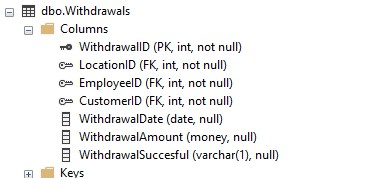 dbo.Withdrawals
Columns
WithdrawalID (PK, int, not null)
LocationID (FK, int, not null)
EmployeeID (FK, int, not null)
CustomerID (FK, int, not null)
WithdrawalDate (date, null)
WithdrawalAmount (money, null)
WithdrawalSuccesful (varchar(1), null)
Keys